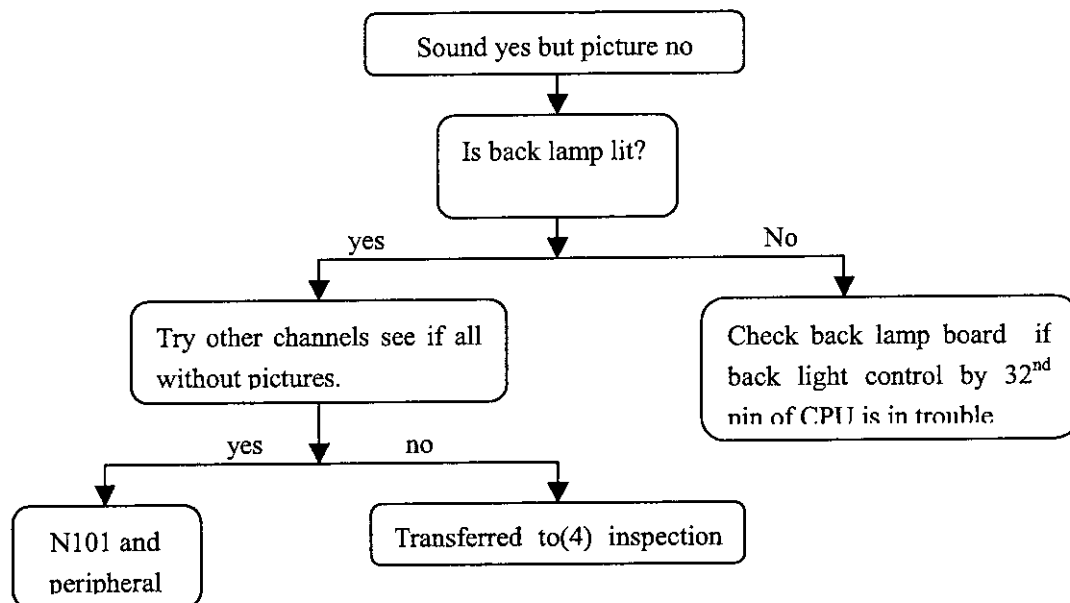 Sound yes but picture no
Is back lamp lit?
yes
No
Try other channels see if all
without pictures.
Check back lamp board if
back light control by 32nd
pin of CPU is in trouble
yes
no
N101 and
peripheral
Transferred to(4) inspection